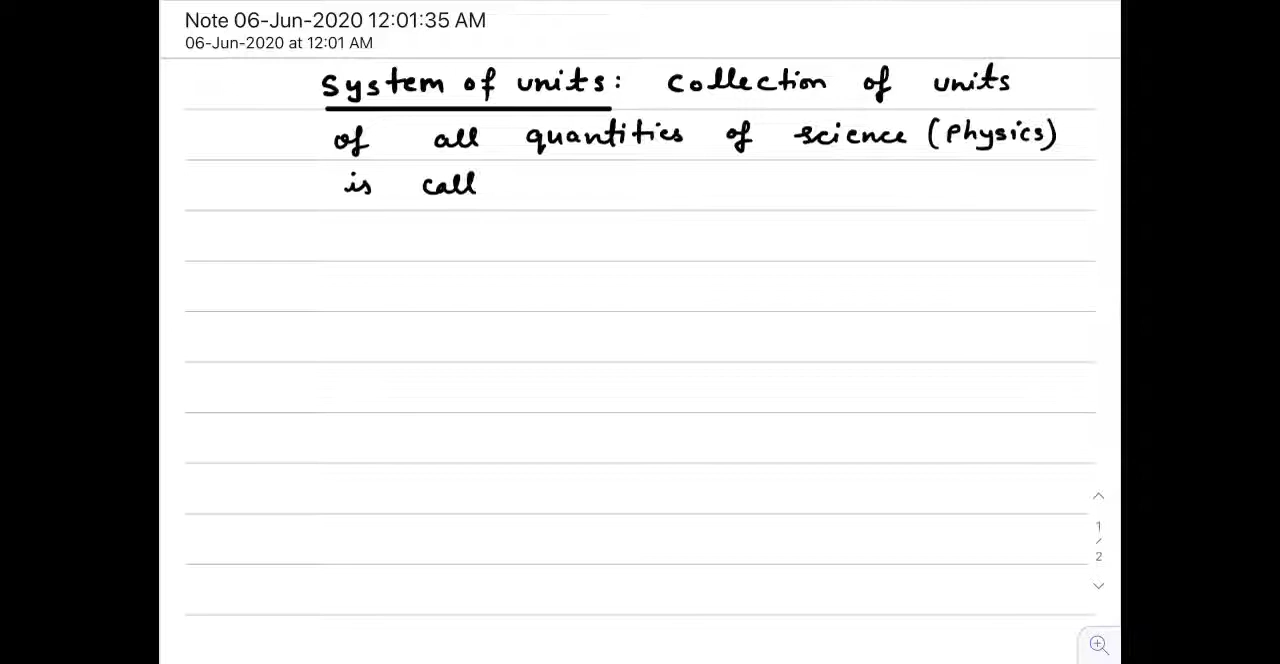 Note 06-Jun-2020 12:01:35 AM
06-Jun-2020 at 12:01 AM
System of units: Collection of units
of all quantities of science (Physics)
is call
1
/
2